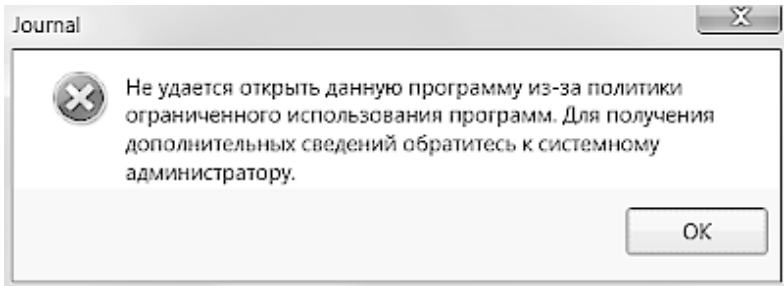 Journal
Не удается открыть данную программу из-за политики
ограниченного использования программ. Для получения
дополнительных сведений обратитесь к системному
администратору.
OK